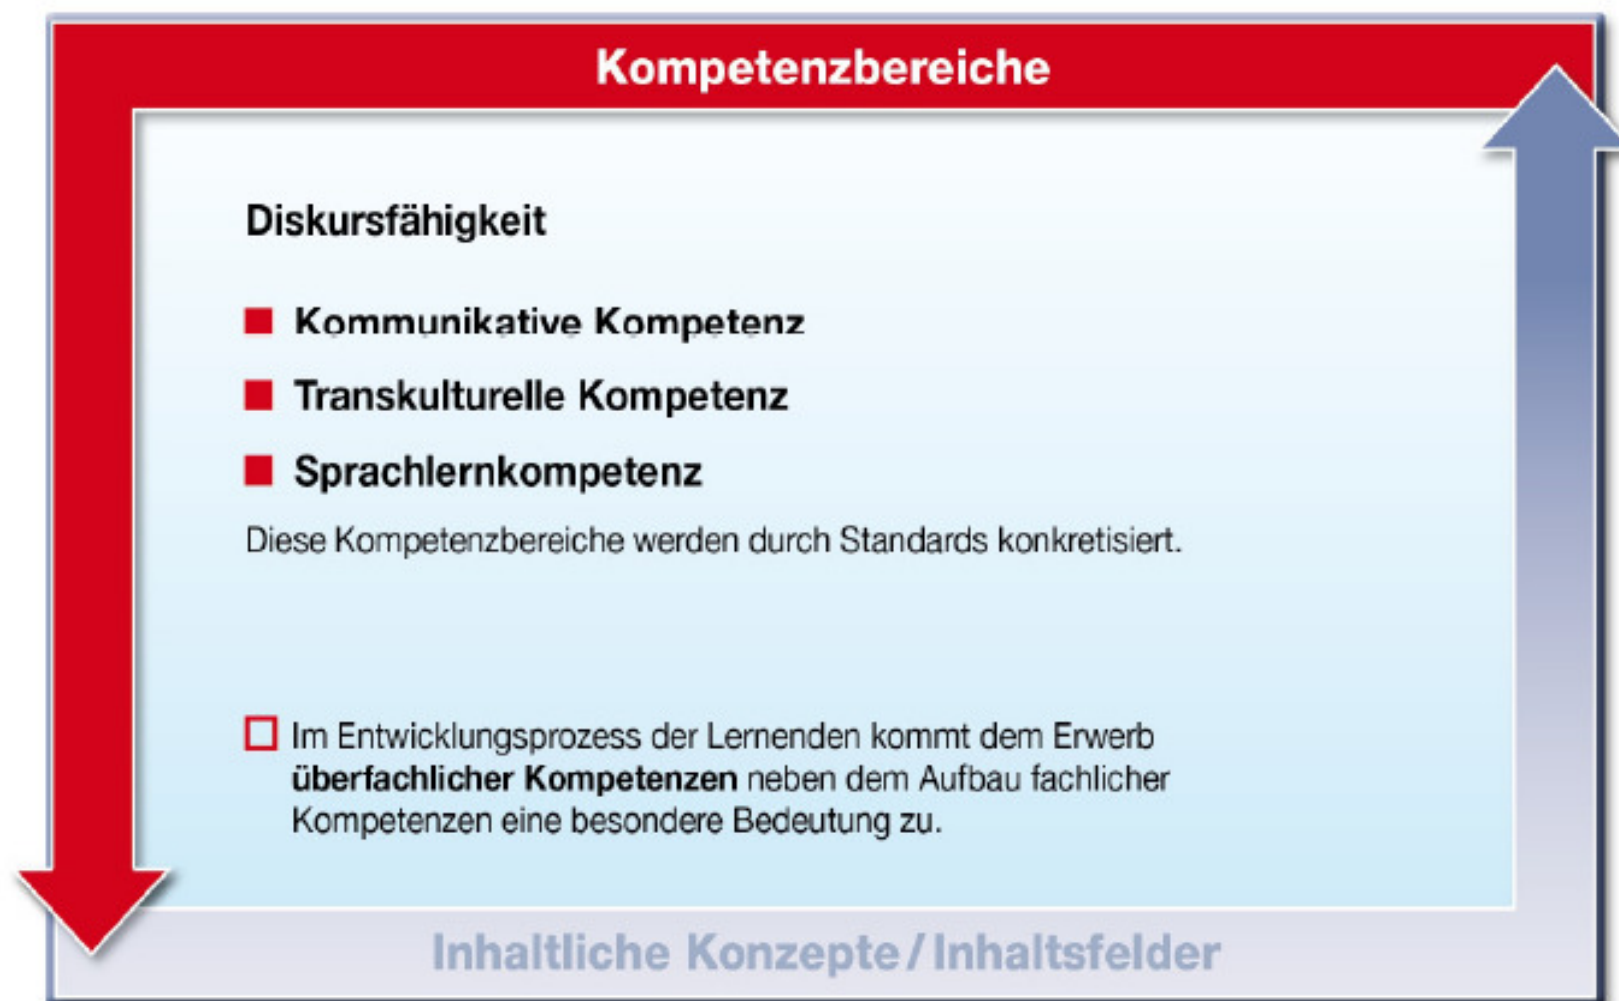 Kompetenzbereiche
Diskursfähigkeit
Kommunikative Kompetenz
Transkulturelle Kompetenz
Sprachlernkompetenz
Diese Kompetenzbereiche werden durch Standards konkretisiert.
Im Entwicklungsprozess der Lernenden kommt dem Erwerb
überfachlicher Kompetenzen neben dem Aufbau fachlicher
Kompetenzen eine besondere Bedeutung zu.
Inhaltliche Konzepte/Inhaltsfelder